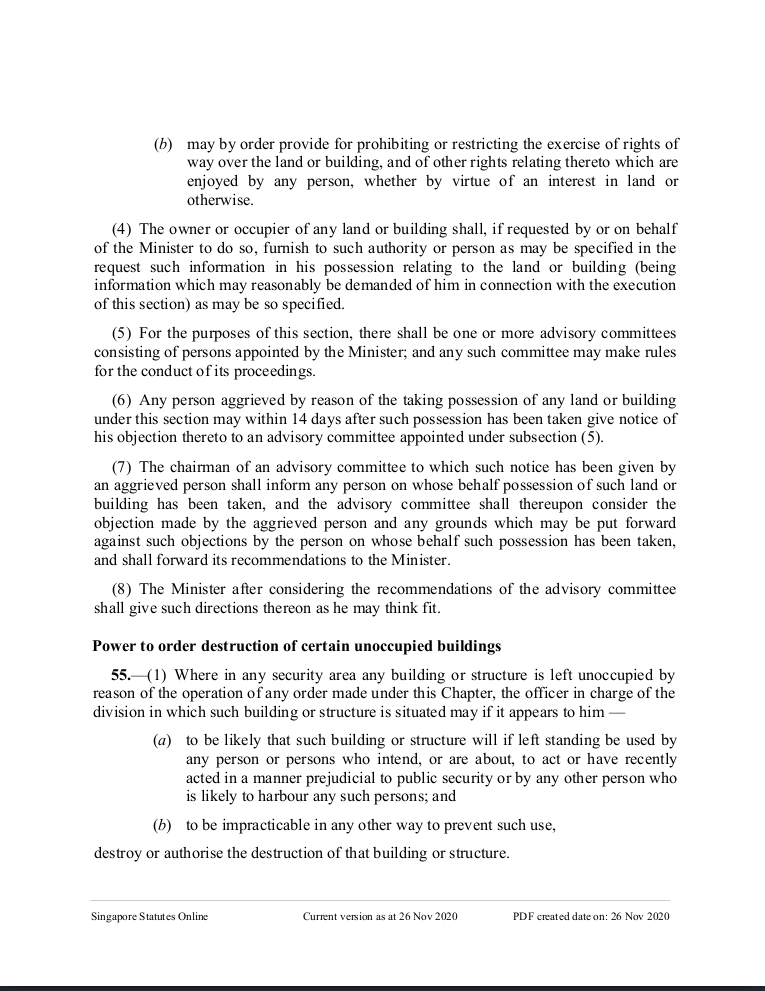 (b) may by order provide for prohibiting or restricting the exercise of rights of
way over the land or building, and of other rights relating thereto which are
enjoyed by any person, whether by virtue of an interest in land or
otherwise.
(4) The owner or occupier of any land or building shall, if requested by or on behalf
of the Minister to do so, furnish to such authority or person as may be specified in the
request such information in his possession relating to the land or building (being
information which may reasonably be demanded of him in connection with the execution
of this section) as may be so specified.
(5) For the purposes of this section, there shall be one or more advisory committees
consisting of persons appointed by the Minister; and any such committee may make rules
for the conduct of its proceedings.
(6) Any person aggrieved by reason of the taking possession of any land or building
under this section may within 14 days after such possession has been taken give notice of
his objection thereto to an advisory committee appointed under subsection (5).
(7) The chairman of an advisory committee to which such notice has been given by
an aggrieved person shall inform any person on whose behalf possession of such land or
building has been taken, and the advisory committee shall thereupon consider the
objection made by the aggrieved person and any grounds which may be put forward
against such objections by the person on whose behalf such possession has been taken,
and shall forward its recommendations to the Minister.
(8) The Minister after considering the recommendations of the advisory committee
shall give such directions thereon as he may think fit.
Power to order destruction of certain unoccupied buildings
55.—(1) Where in any security area any building or structure is left unoccupied by
reason of the operation of any order made under this Chapter, the officer in charge of the
division in which such building or structure is situated may if it appears to him —
(a) to be likely that such building or structure will if left standing be used by
any person or persons who intend, or are about, to act or have recently
acted in a manner prejudicial to public security or by any other person who
is likely to harbour any such persons; and
(b) to be impracticable in any other way to prevent such use,
destroy or authorise the destruction of that building or structure.
Singapore Statutes Online Current version as at 26 Nov 2020 PDF created date on: 26 Nov 2020